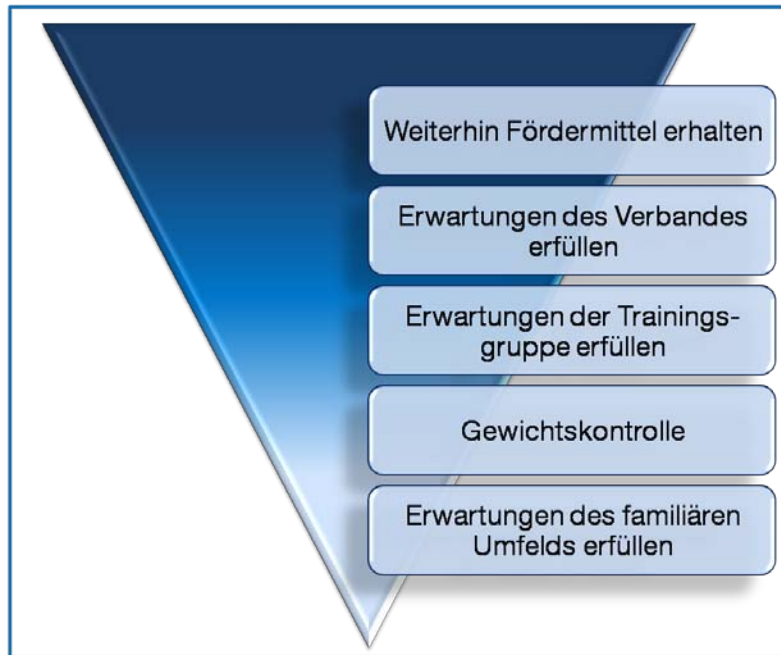 Weiterhin Fördermittel erhalten
Erwartungen des Verbandes
erfüllen
Erwartungen der Trainings-
gruppe erfüllen
Gewichtskontrolle
Erwartungen des familiären
Umfelds erfüllen